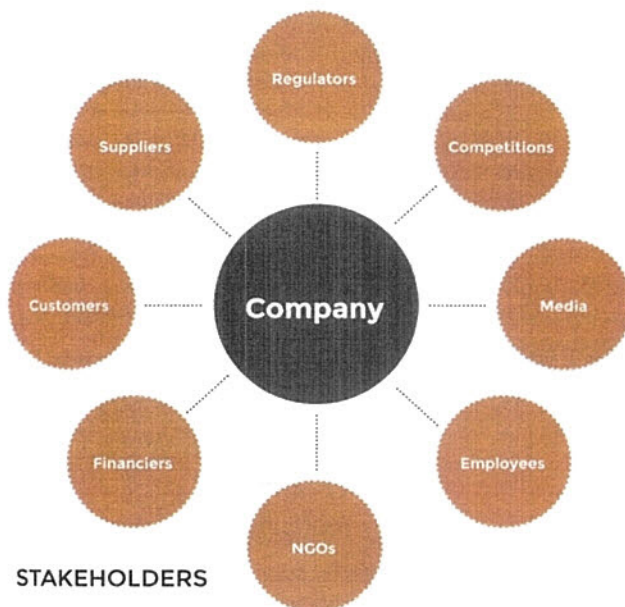 Regulators
Suppliers
Competitions
Customers
Company
Media
Financiers
Employees
NGOs
STAKEHOLDERS